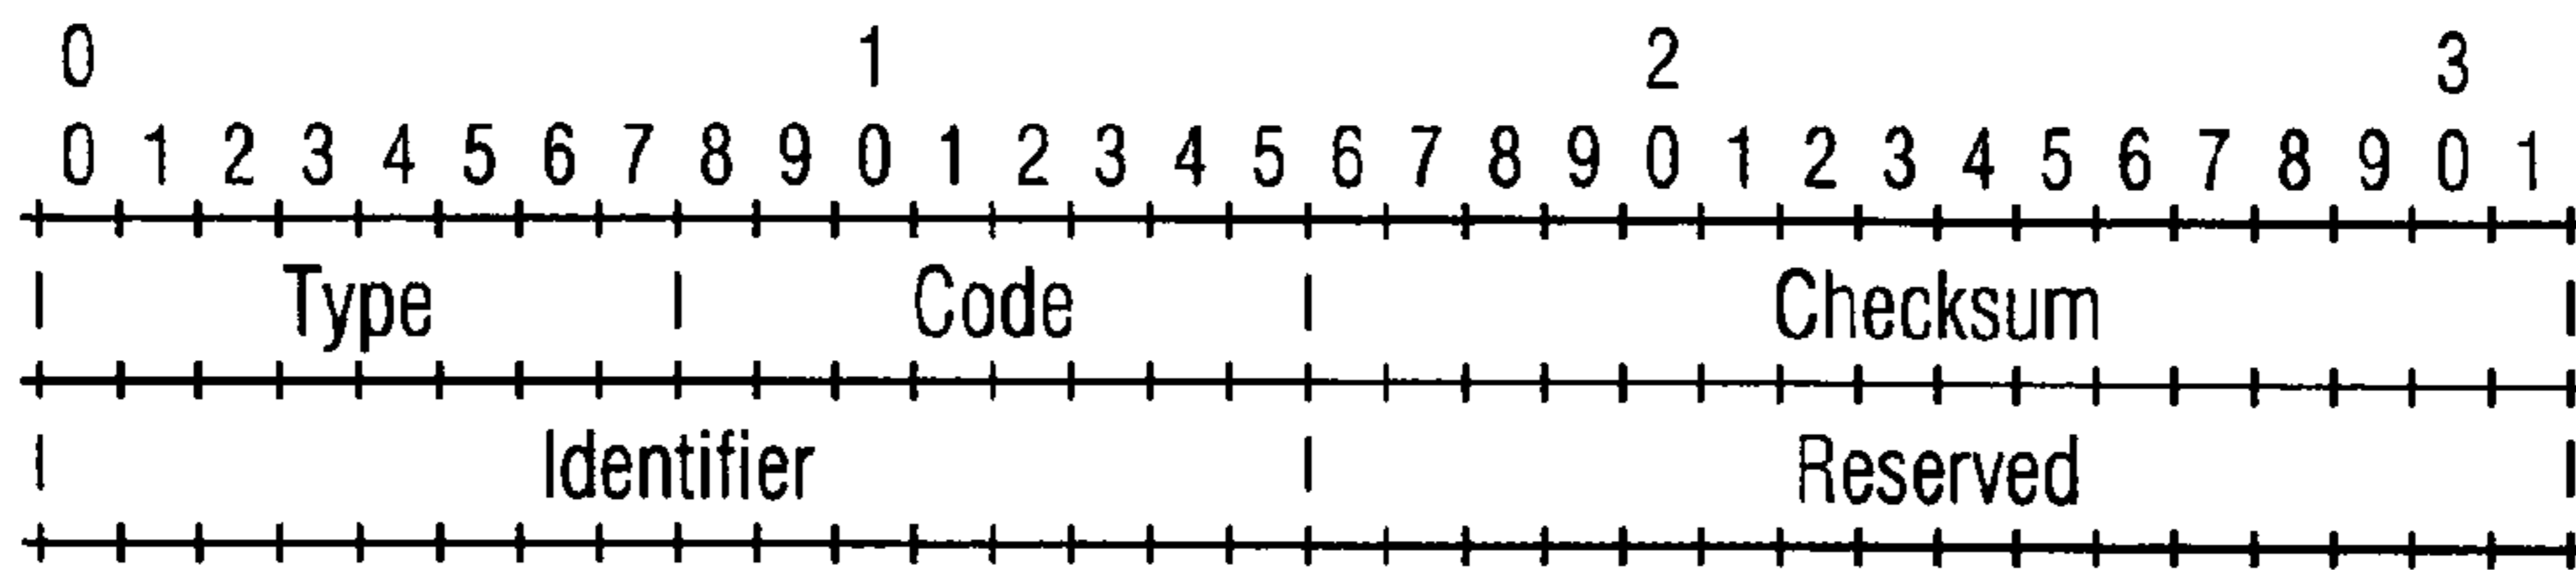 0 1 2 3
0 1 2 3 4 5 6 7 8 9 0 1 2 3 4 5 6 7 8 9 0 1 2 3 4 5 6 7 8 9 0 1
Type Code Checksum
Identifier Reserved